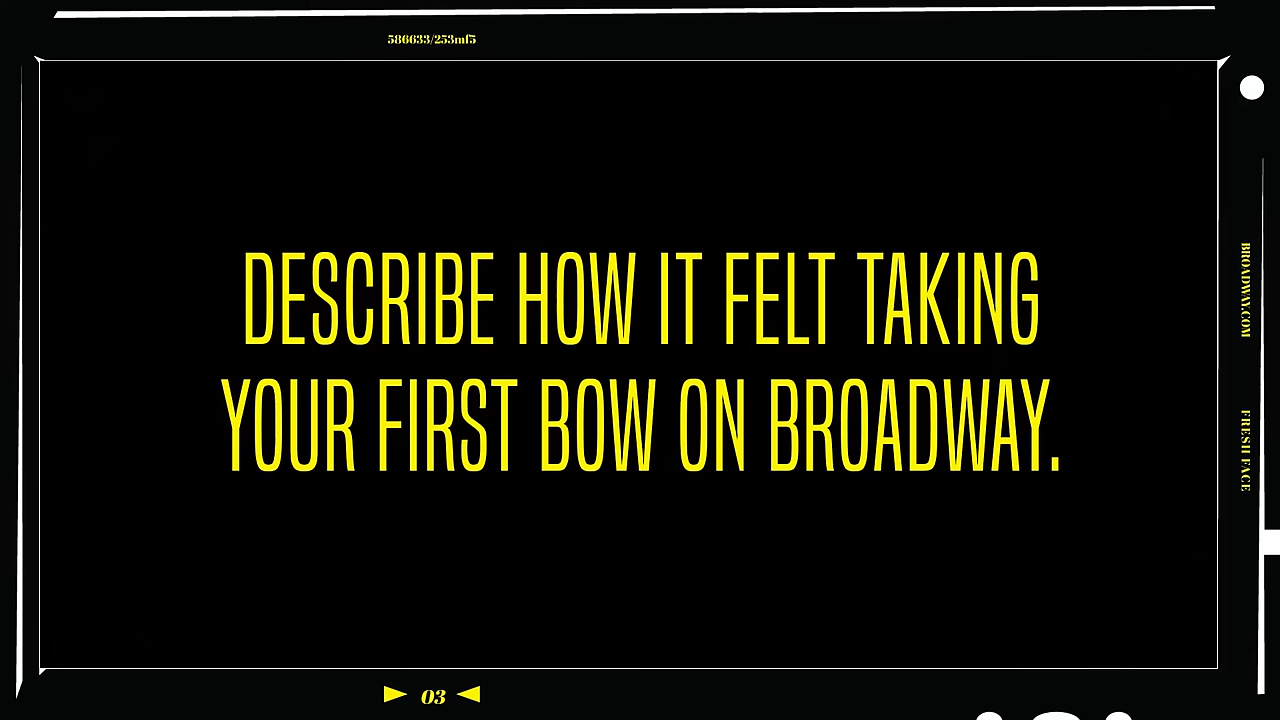 586633/253mf5
DESCRIBE HOW IT FELT TAKING
YOUR FIRST BOW ON BROADWAY.
BROADWAY.COM
FRESH FACE
03